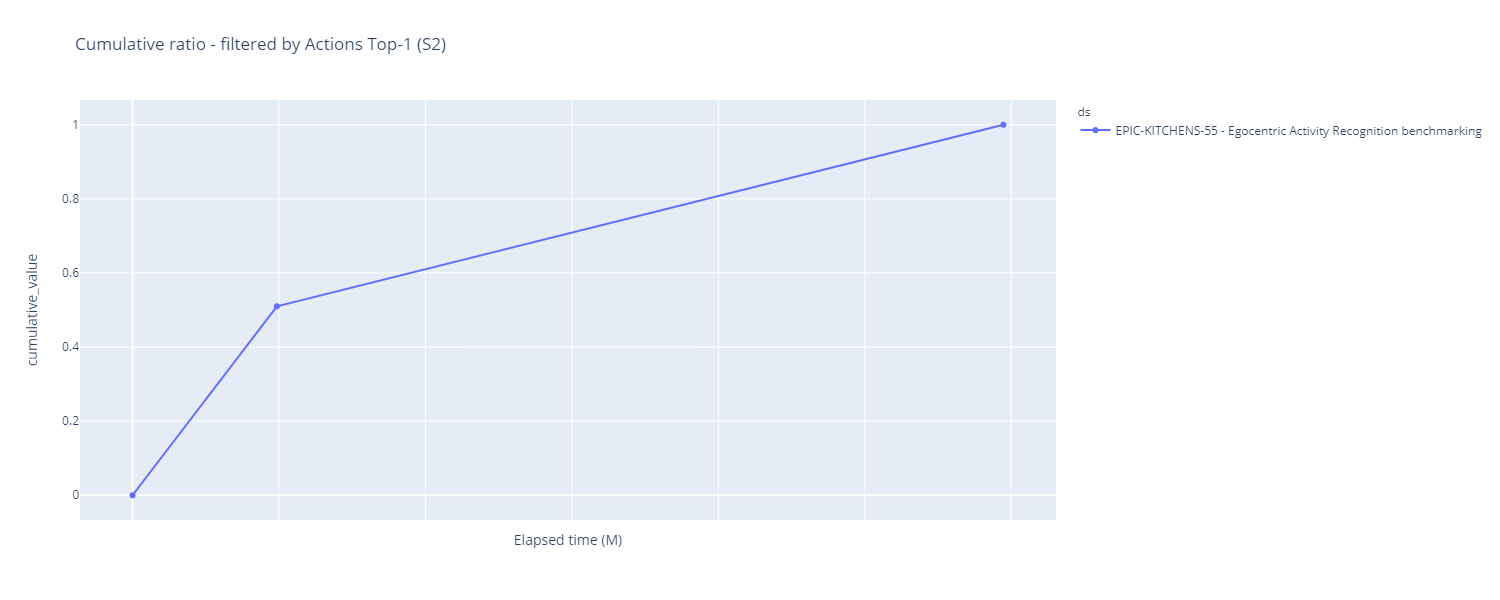 Cumulative ratio - filtered by Actions Top-1 (S2)
ds
EPIC-KITCHENS-55 - Egocentric Activity Recognition benchmarking
1
0.8
0.6
0.4
0.2
0
cumulative_value
Elapsed time (M)